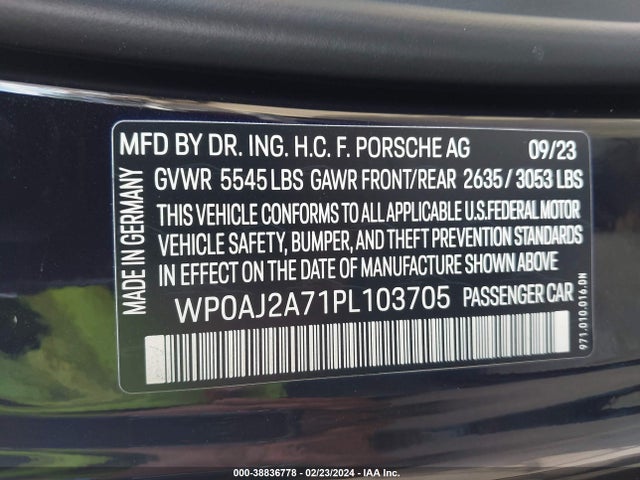 MFD BY DR. ING. H.C. F. PORSCHE AG 09/23
GVWR 5545 LBS GAWR FRONT/REAR 2635 / 3053 LBS
THIS VEHICLE CONFORMS TO ALL APPLICABLE U.S.FEDERAL MOTOR
VEHICLE SAFETY, BUMPER, AND THEFT PREVENTION STANDARDS
IN EFFECT ON THE DATE OF MANUFACTURE SHOWN ABOVE.
WP0AJ2A71PL103705 PASSENGER CAR
MADE IN GERMANY
971.010.016.DN
000-38836778 - 02/23/2024 - IAA Inc.